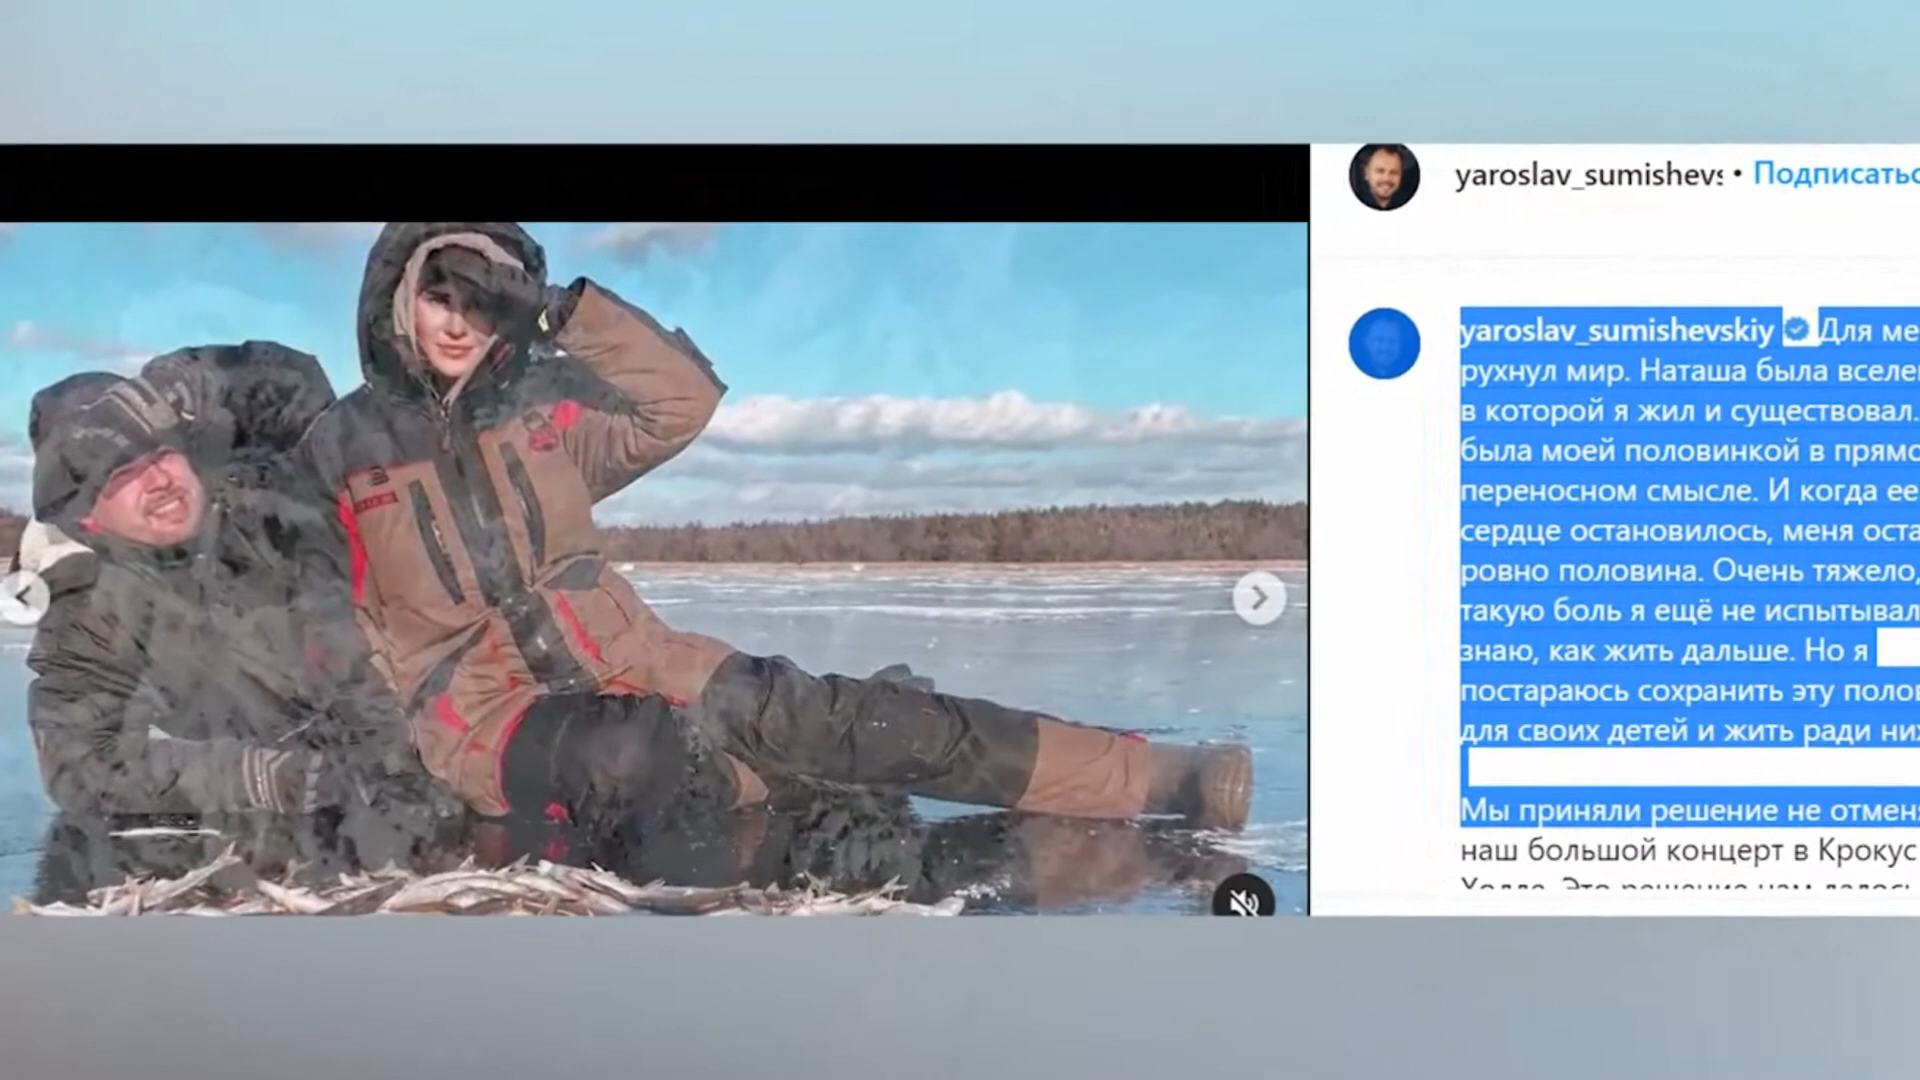 yaroslav_sumishevs • Подписатьс
yaroslav_sumishevskiy Для ме
рухнул мир. Наташа была вселе
в которой я жил и существовал.
была моей половинкой в прямо
переносном смысле. И когда ее
сердце остановилось, меня оста
ровно половина. Очень тяжело,
такую боль я ещё не испытывал
знаю, как жить дальше. Но я
постараюсь сохранить эту поло
для своих детей и жить ради них
Мы приняли решение не отмен
наш большой концерт в Крокус